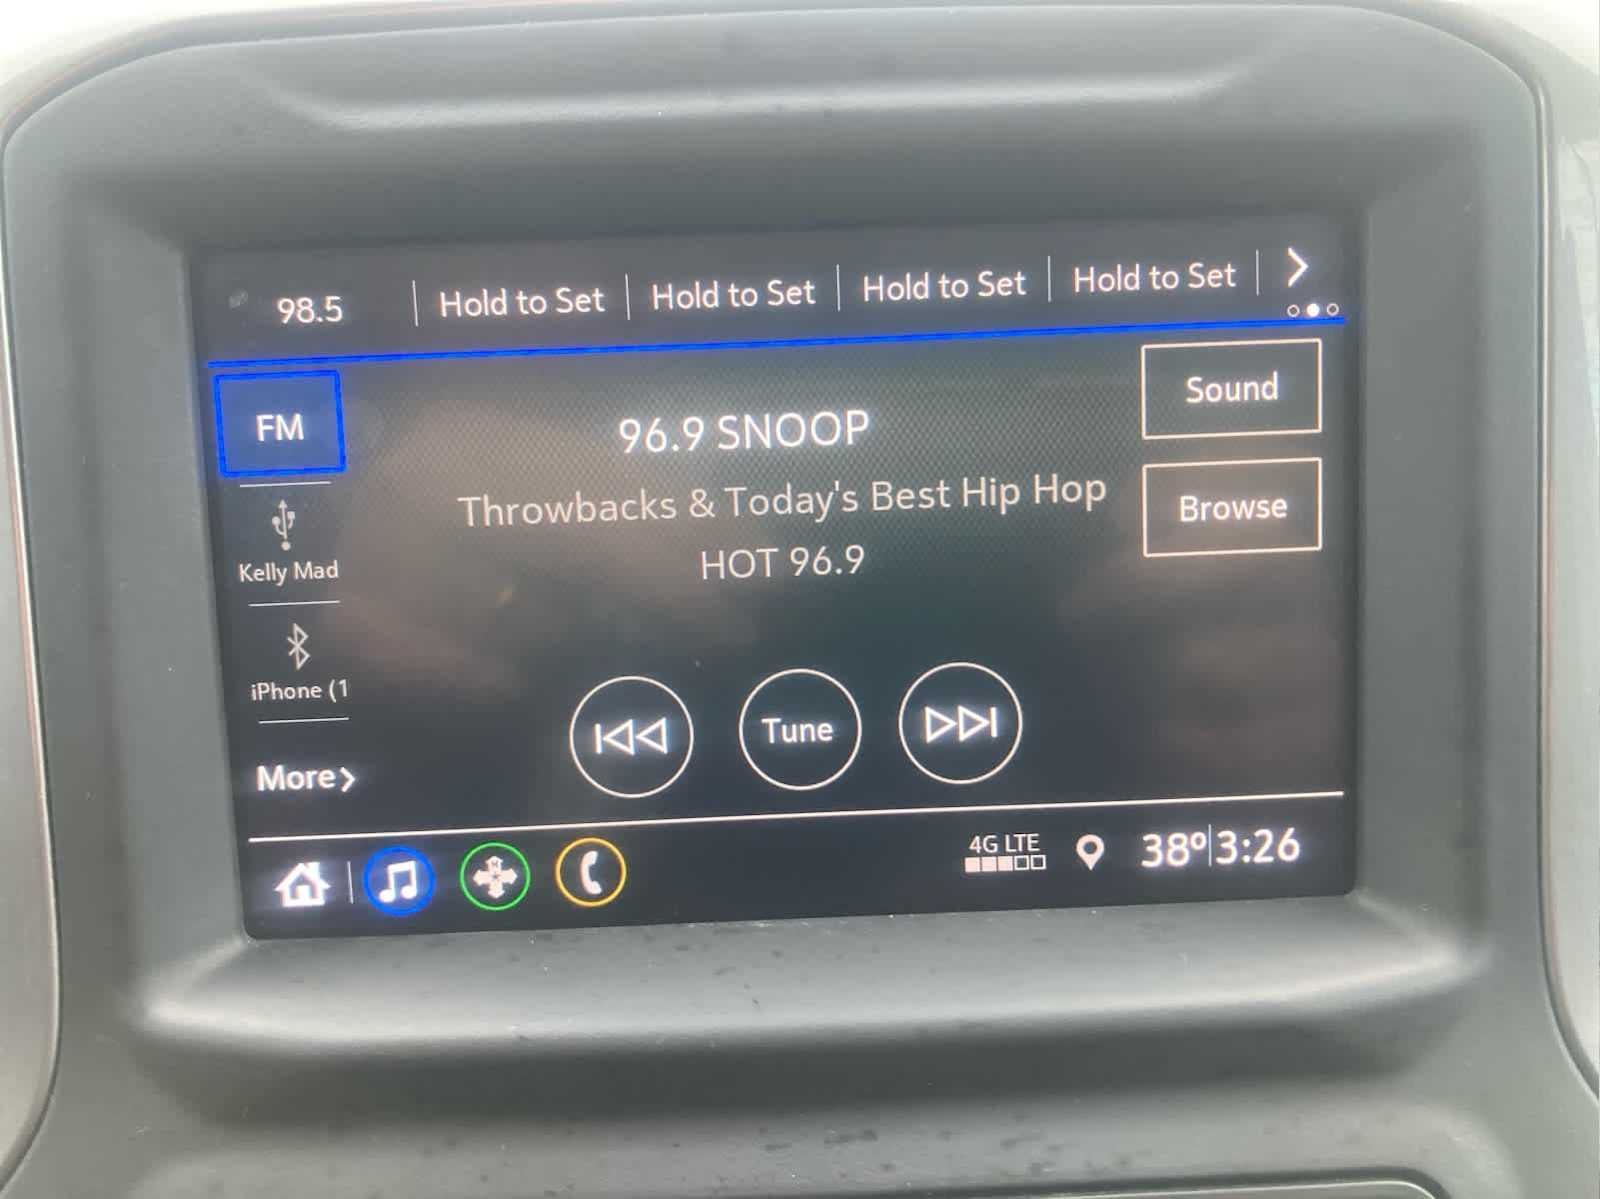 98.5 Hold to Set Hold to Set Hold to Set Hold to Set
FM
96.9 SNOOP
Throwbacks & Today's Best Hip Hop
HOT 96.9
Sound
Browse
Kelly Mad
iPhone (1
More
Tune
4G LTE
38° 3:26